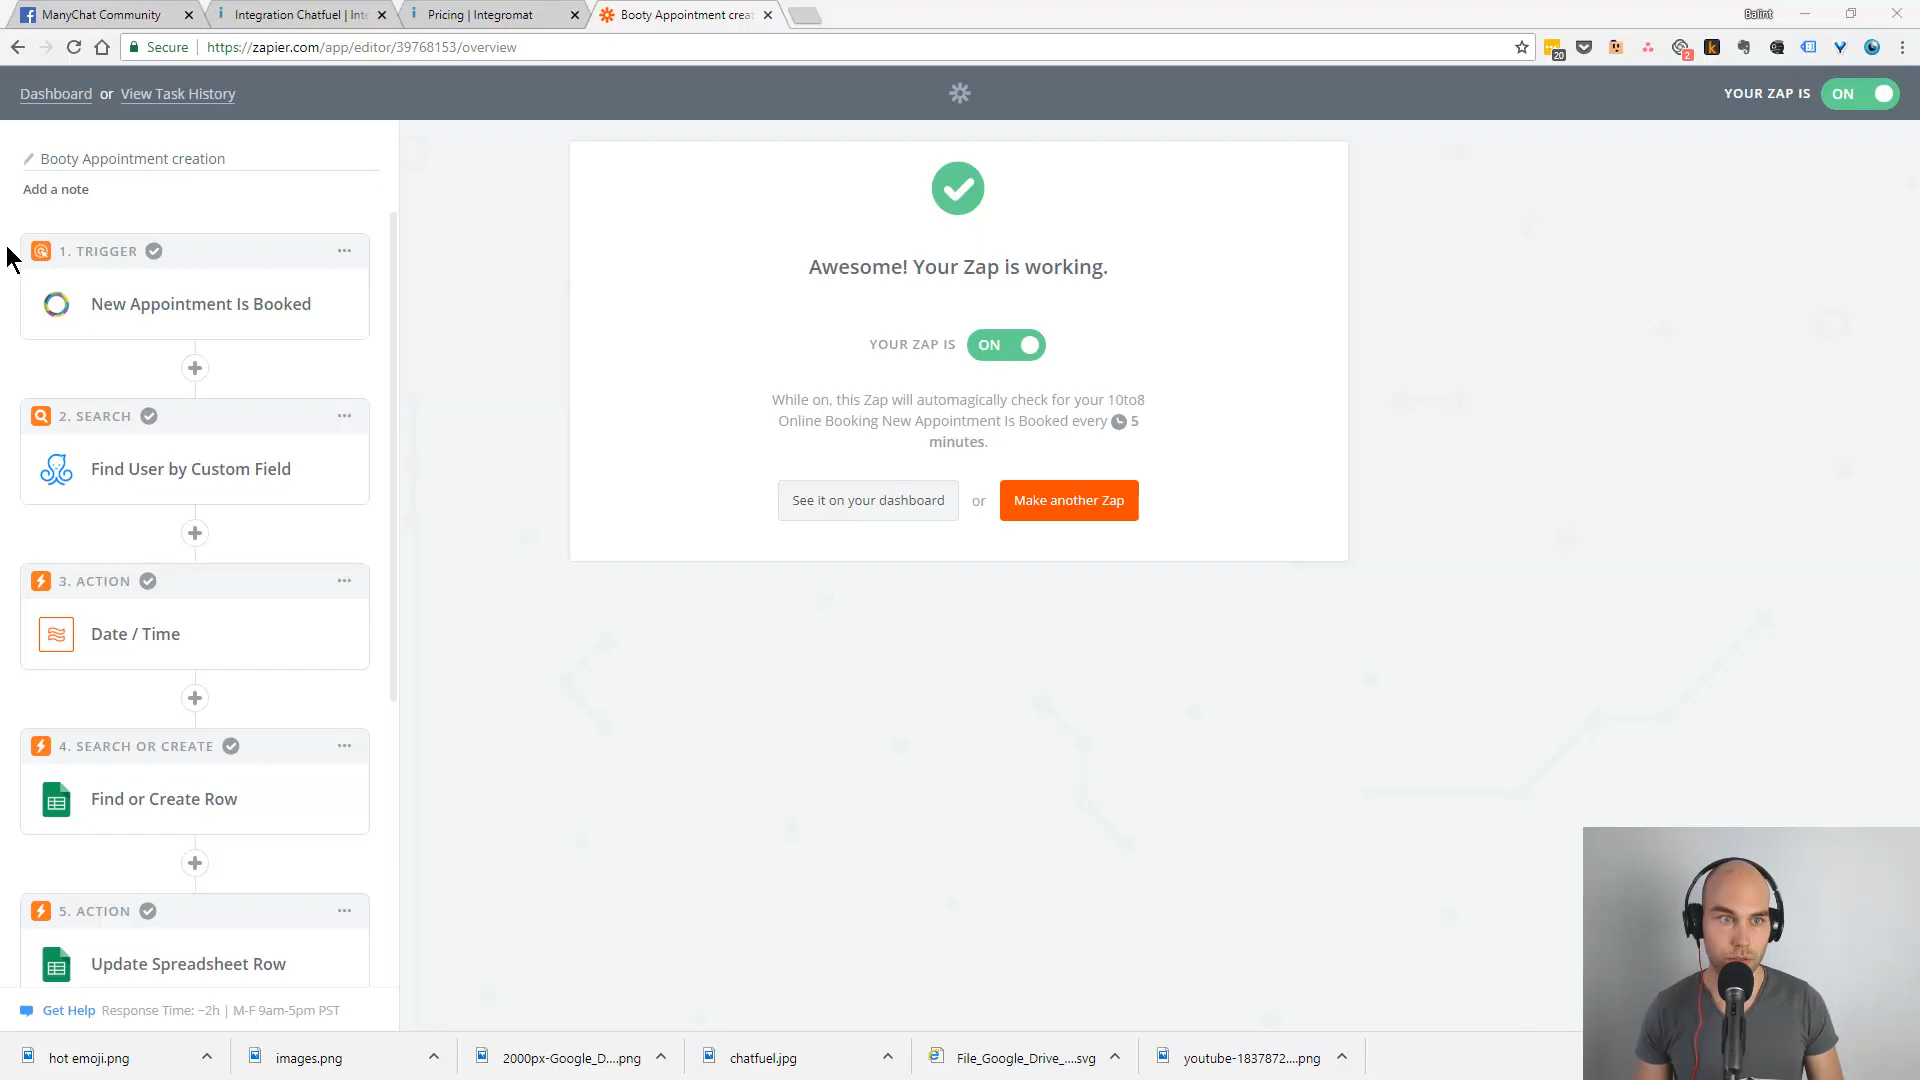 ManyChat Community
Integration Chatfuel | Inte
Pricing | Integromat
Booty Appointment crea
Balint
Secure
https://zapier.com/app/editor/39768153/overview
20
2
Dashboard or View Task History
YOUR ZAP IS ON
Booty Appointment creation
Add a note
1. TRIGGER
New Appointment Is Booked
2. SEARCH
Find User by Custom Field
3. ACTION
Date / Time
4. SEARCH OR CREATE
Find or Create Row
5. ACTION
Update Spreadsheet Row
Get Help Response Time: ~2h | M-F 9am-5pm PST
Awesome! Your Zap is working.
YOUR ZAP IS ON
While on, this Zap will automagically check for your 10to8
Online Booking New Appointment Is Booked every 5
minutes.
See it on your dashboard or Make another Zap
hot emoji.png
images.png
2000px-Google_D....png
chatfuel.jpg
File_Google_Drive_....svg
youtube-1837872....png